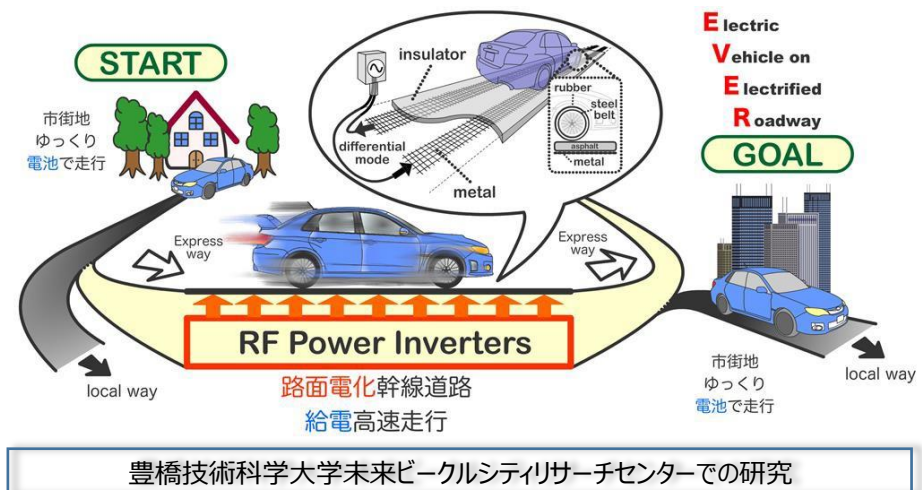 START
市街地
ゆっくり
電池で走行
insulator
differential
mode
metal
rubber
steel
belt
asphalt
metal
Electric
Vehicle on
Electrified
Roadway
GOAL
Express
way
Express
way
RF Power Inverters
路面電化幹線道路
給電高速走行
local way
市街地
ゆっくり
電池で走行
local way
豊橋技術科学大学未来ビークルシティリサーチセンターでの研究